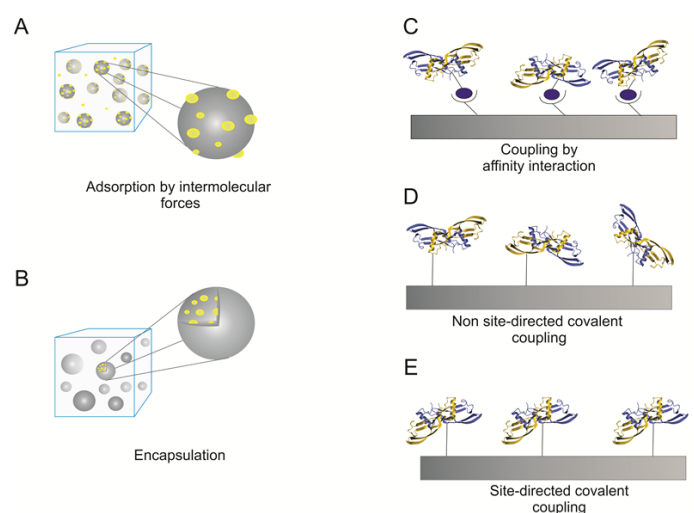 A
Adsorption by intermolecular
forces
B
Encapsulation
C
Coupling by
affinity interaction
D
Non site-directed covalent
coupling
E
Site-directed covalent
coupling